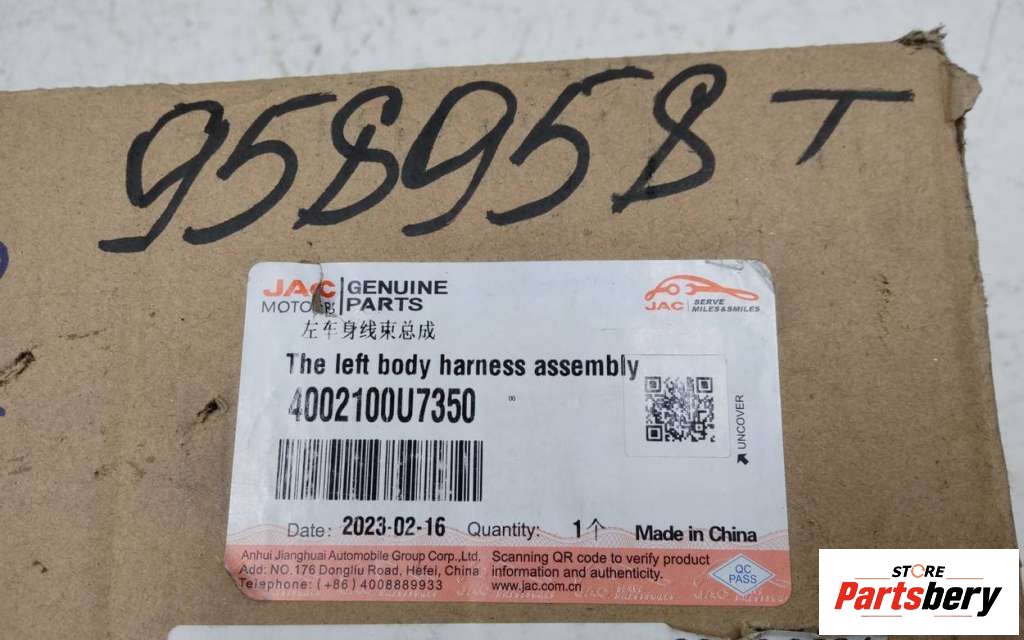 958958 T
JAC GENUINE
MOTORS PARTS
左车身线束总成
The left body harness assembly
4002100U7350
JAC SERVE
MILES&SMILES
UNCOVER
Date: 2023-02-16 Quantity: 1个 Made in China
Anhui Jianghuai Automobile Group Corp.,Ltd.
Add: NO.176 Dongliu Road, Hefei, China
Telephone: (+86) 4008889933
Scanning QR code to verify product
information and authenticity.
www.jac.com.cn
QC
PASS
STORE
Partsbery